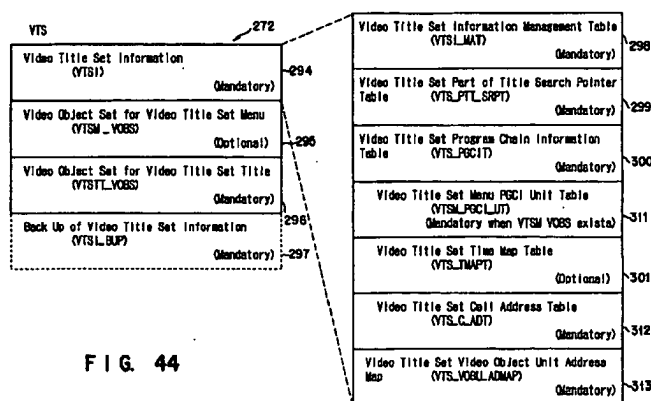 VTS
272
Video Title Set Information
(VTSI)
(Mandatory)
294
Video Object Set for Video Title Set Menu
(VTSM_VOBS)
(Optional)
295
Video Object Set for Video Title Set Title
(VTSTT_VOBS)
(Mandatory)
296
Back Up of Video Title Set Information
(VTSI_BUP)
(Mandatory)
297
Video Title Set Information Management Table
(VTSI_MAT)
(Mandatory)
298
Video Title Set Part of Title Search Pointer
Table (VTS_PTT_SRPT)
(Mandatory)
299
Video Title Set Program Chain Information
Table (VTS_PGCIT)
(Mandatory)
300
Video Title Set Menu PGCI Unit Table
(VTSM_PGCI_UT)
(Mandatory when VTSM VOBS exists)
311
Video Title Set Time Map Table
(VTS_TMAPT)
(Optional)
301
Video Title Set Cell Address Table
(VTS_C_ADT)
(Mandatory)
312
Video Title Set Video Object Unit Address
Map (VTS_VOBU_ADMAP)
(Mandatory)
313
FIG. 44